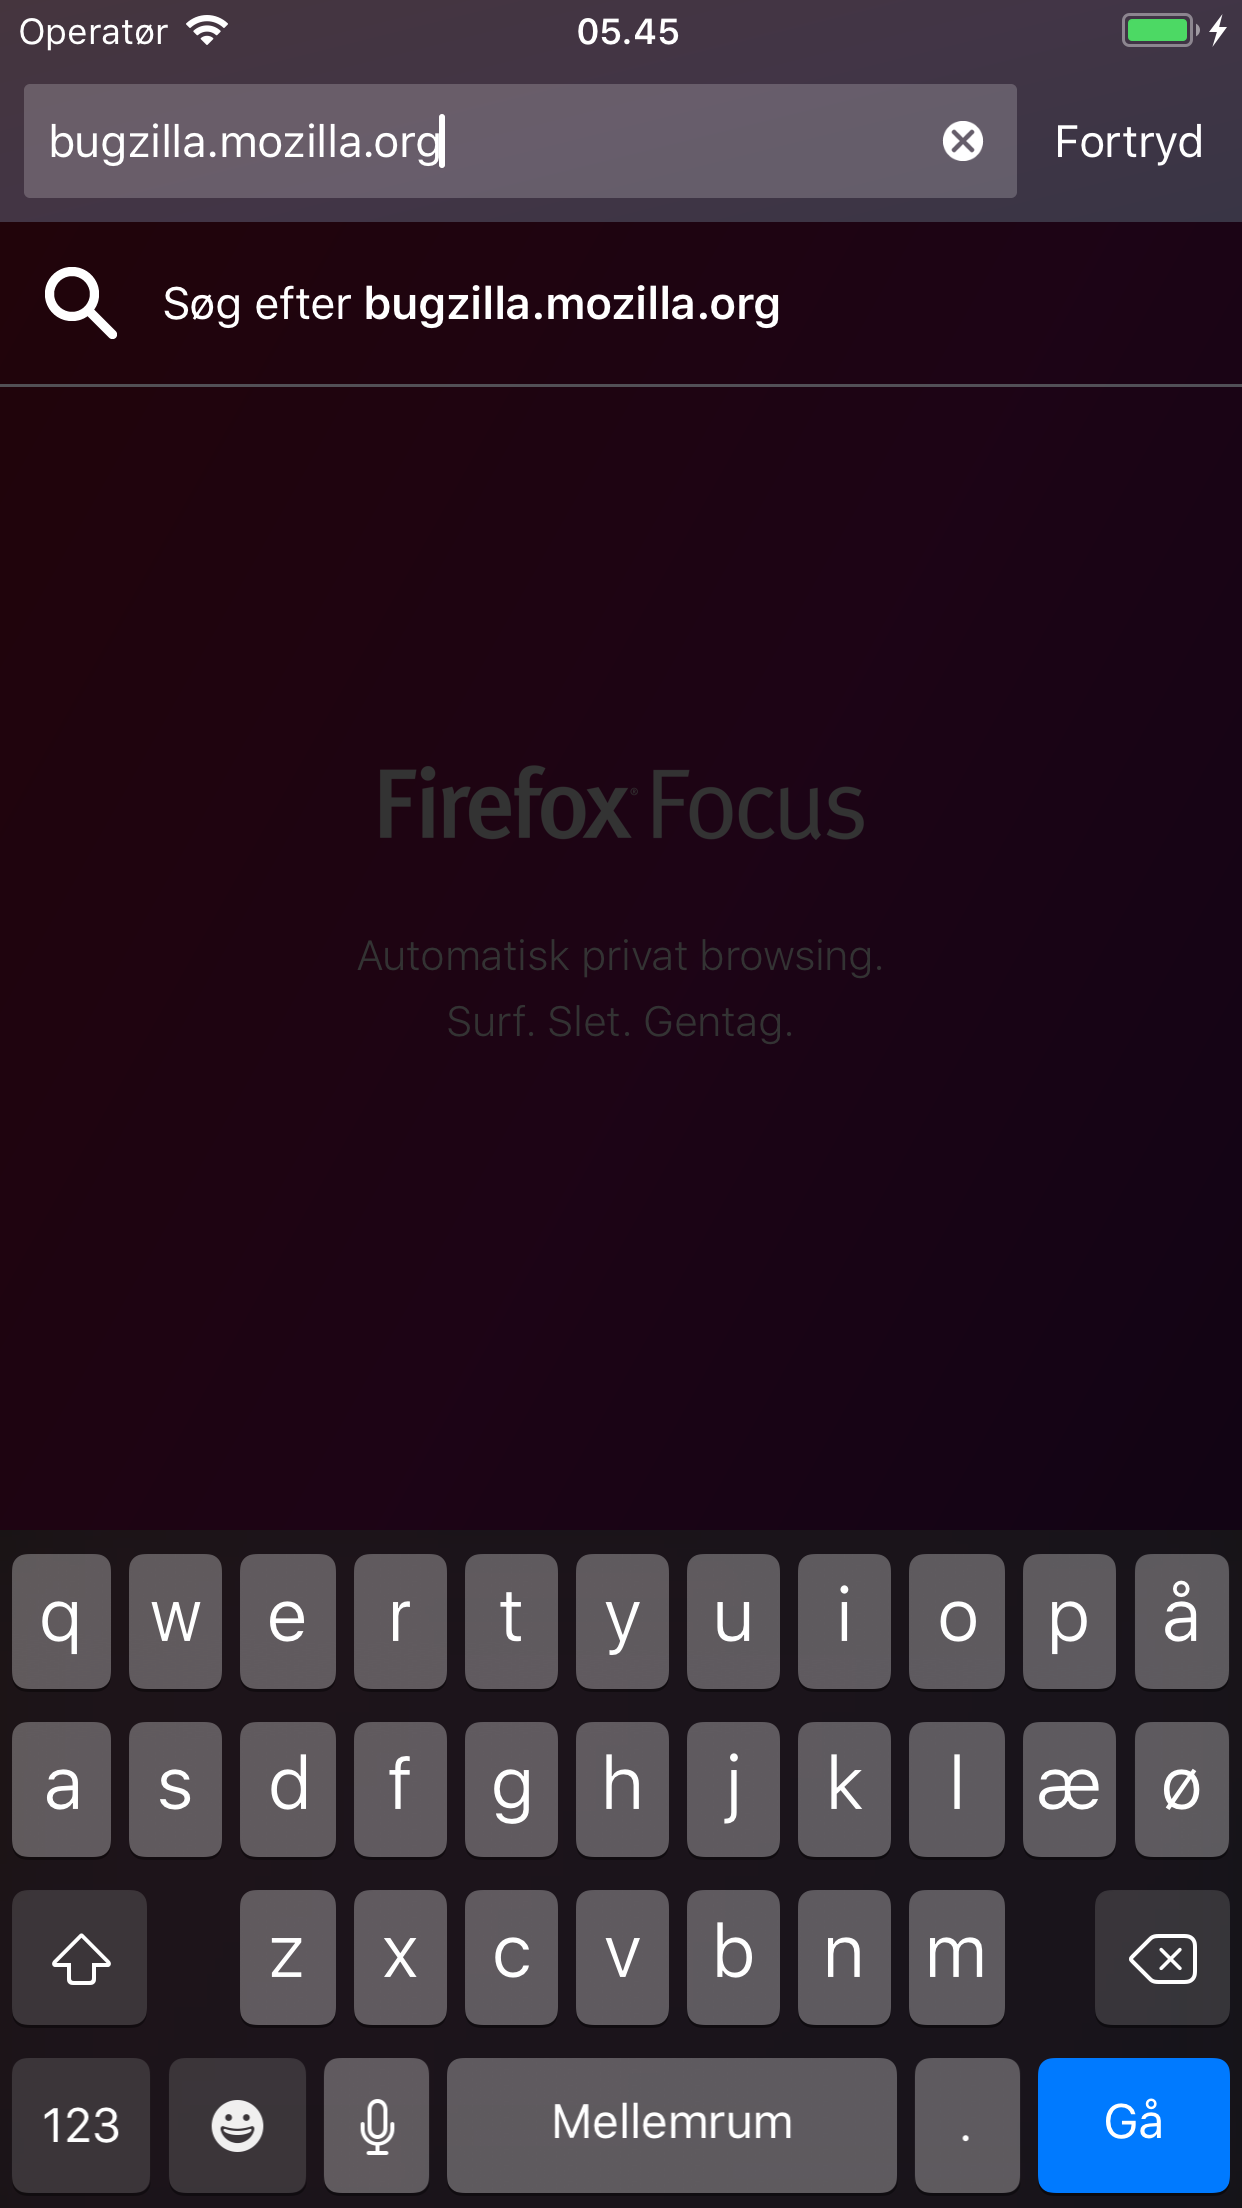 Operatør 05.45
bugzilla.mozilla.org Fortryd
Søg efter bugzilla.mozilla.org
Firefox® Focus
Automatisk privat browsing.
Surf. Slet. Gentag.
q w e r t y u i o p å
a s d f g h j k l æ ø
z x c v b n m
123 Mellemrum . Gå